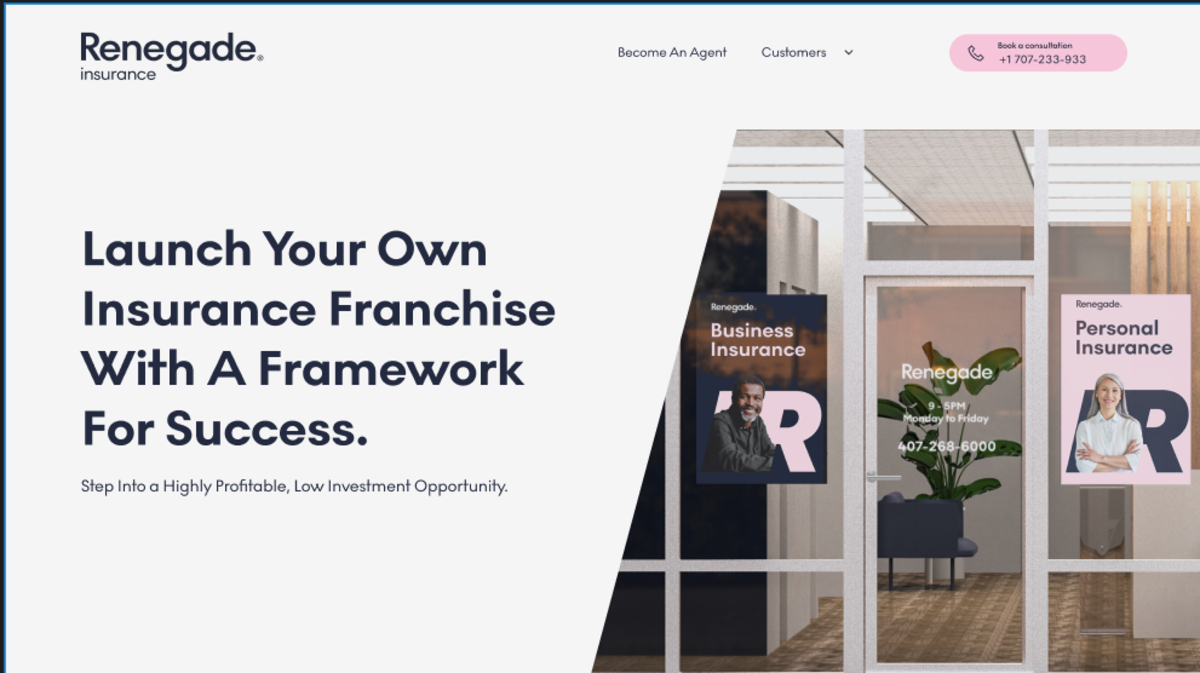 Renegade®
insurance
Become An Agent
Customers
Book a consultation
+1 707-233-933
Launch Your Own
Insurance Franchise
With A Framework
For Success.
Step Into a Highly Profitable, Low Investment Opportunity.
Renegade.
Business
Insurance
R
Renegade
9 - 5PM
Monday to Friday
407-268-6000
Renegade.
Personal
Insurance
R